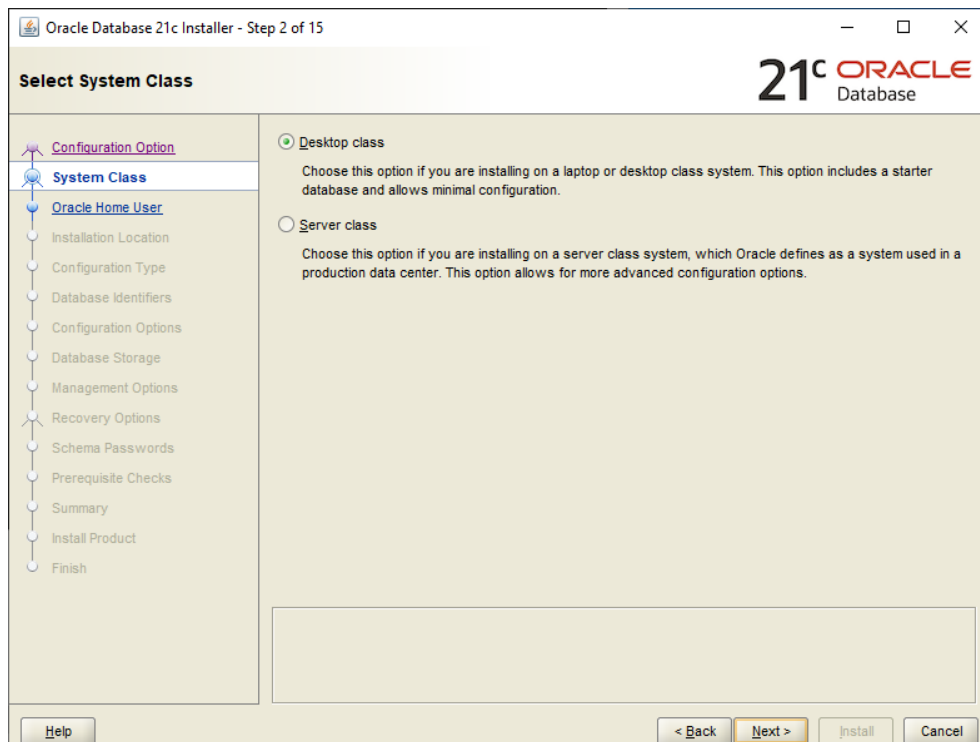 Oracle Database 21c Installer - Step 2 of 15
Select System Class
21c ORACLE
Database
Configuration Option
System Class
Oracle Home User
Installation Location
Configuration Type
Database Identifiers
Configuration Options
Database Storage
Management Options
Recovery Options
Schema Passwords
Prerequisite Checks
Summary
Install Product
Finish
Desktop class
Choose this option if you are installing on a laptop or desktop class system. This option includes a starter
database and allows minimal configuration.
Server class
Choose this option if you are installing on a server class system, which Oracle defines as a system used in a
production data center. This option allows for more advanced configuration options.
Help
< Back
Next >
Install
Cancel